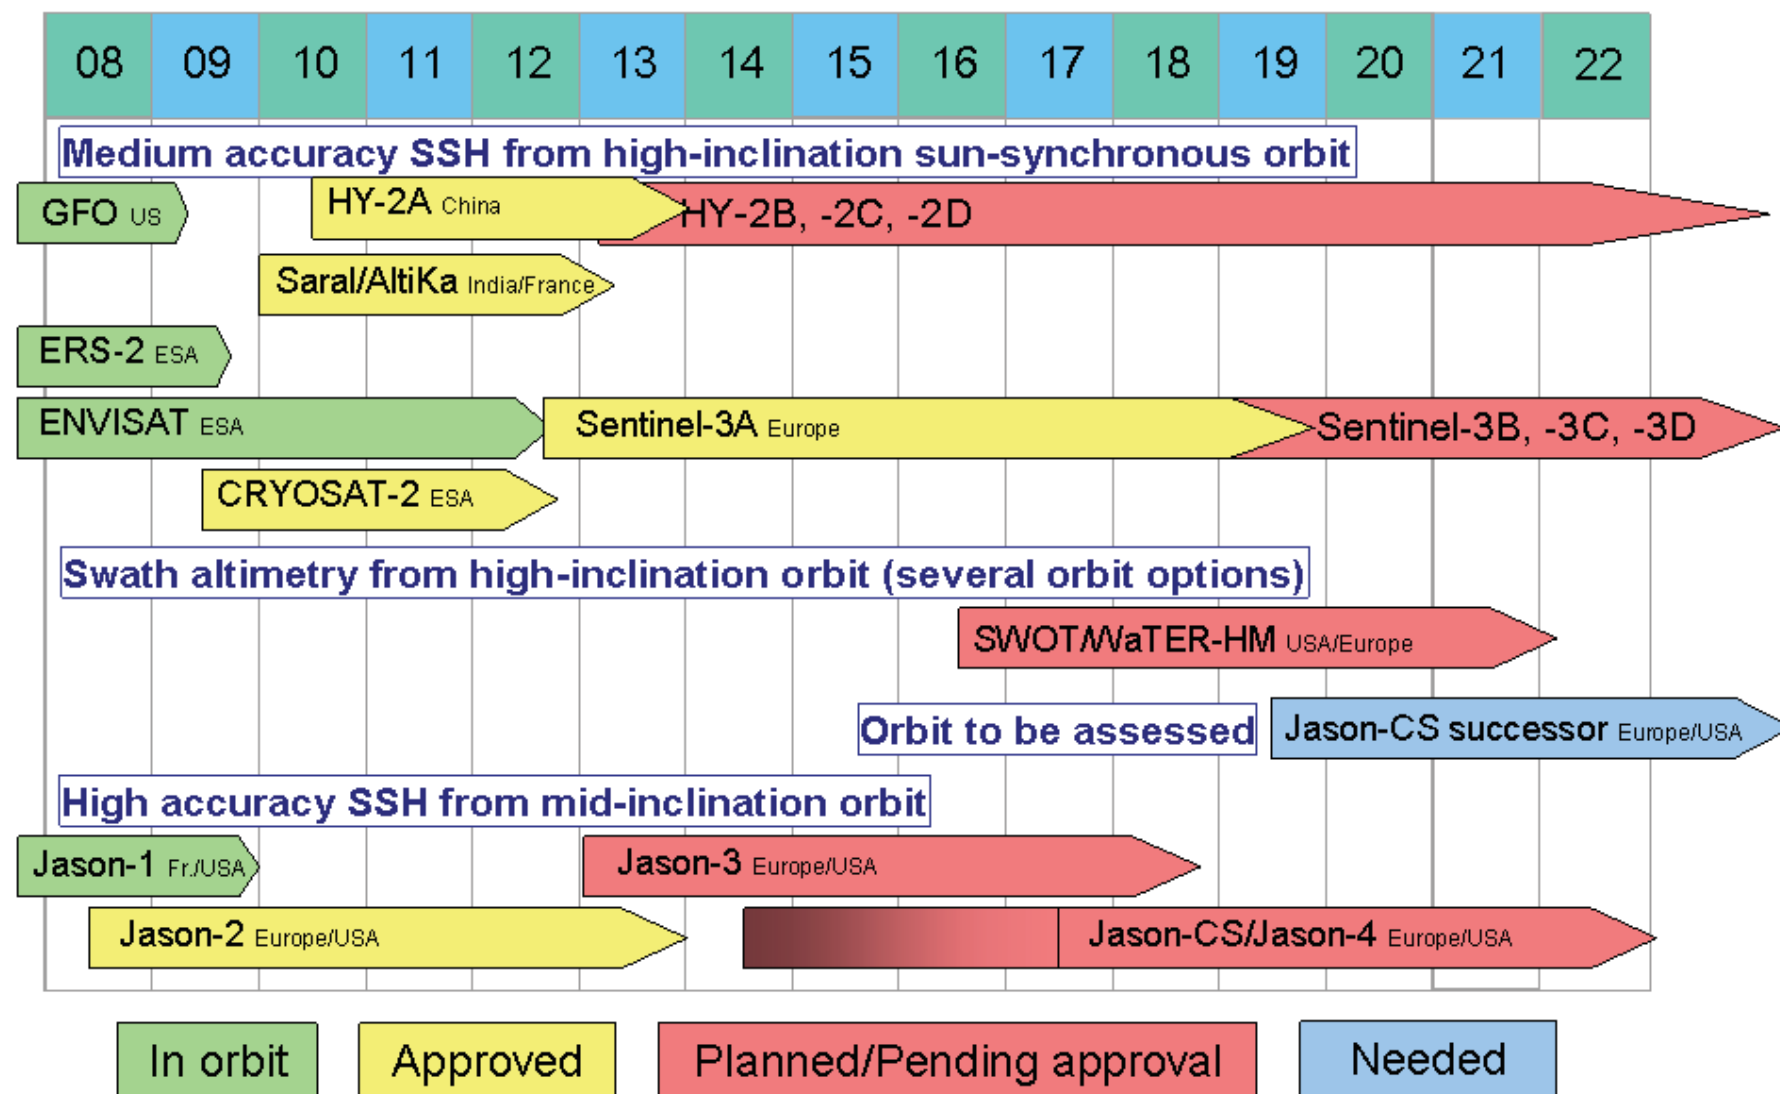 08 09 10 11 12 13 14 15 16 17 18 19 20 21 22
Medium accuracy SSH from high-inclination sun-synchronous orbit
GFO US
HY-2A China
HY-2B, -2C, -2D
Saral/AltiKa India/France
ERS-2 ESA
ENVISAT ESA
Sentinel-3A Europe
Sentinel-3B, -3C, -3D
CRYOSAT-2 ESA
Swath altimetry from high-inclination orbit (several orbit options)
SWOT/WaTER-HM USA/Europe
Orbit to be assessed
Jason-CS successor Europe/USA
High accuracy SSH from mid-inclination orbit
Jason-1 Fr./USA
Jason-3 Europe/USA
Jason-2 Europe/USA
Jason-CS/Jason-4 Europe/USA
In orbit
Approved
Planned/Pending approval
Needed